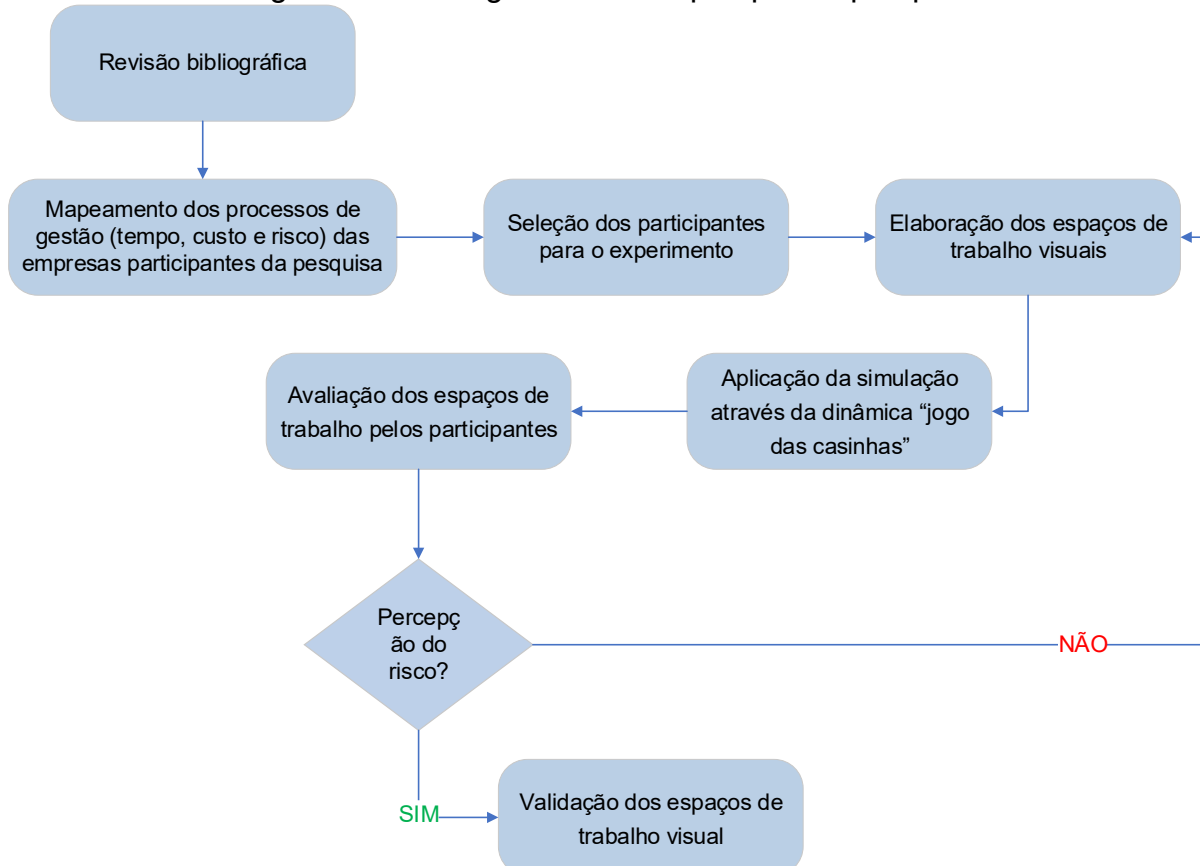 Revisão bibliográfica
Mapeamento dos processos de
gestão (tempo, custo e risco) das
empresas participantes da pesquisa
Seleção dos participantes
para o experimento
Elaboração dos espaços de
trabalho visuais
Avaliação dos espaços de
trabalho pelos participantes
Aplicação da simulação
através da dinâmica “jogo
das casinhas”
Percepç
ão do
risco?
NÃO
SIM
Validação dos espaços de
trabalho visual